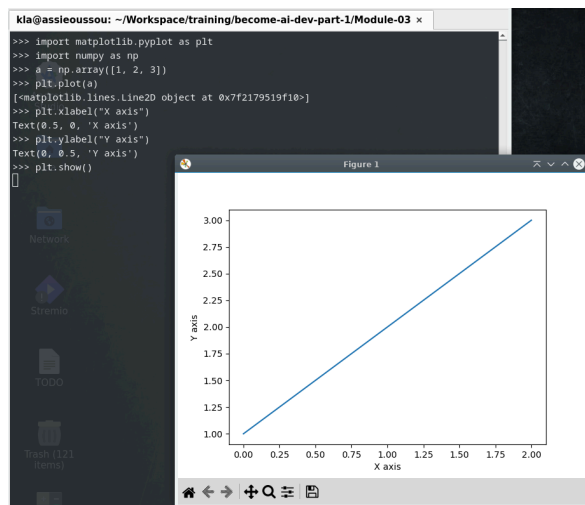 kla@assieoussou: ~/Workspace/training/become-ai-dev-part-1/Module-03 ×
>>> import matplotlib.pyplot as plt
>>> import numpy as np
>>> a = np.array([1, 2, 3])
>>> plt.plot(a)
[<matplotlib.lines.Line2D object at 0x7f2179519f10>]
>>> plt.xlabel("X axis")
Text(0.5, 0, 'X axis')
>>> plt.ylabel("Y axis")
Text(0, 0.5, 'Y axis')
>>> plt.show()
Network
Stremio
TODO
Trash (121
items)
Figure 1
3.00
2.75
2.50
2.25
2.00
1.75
1.50
1.25
1.00
Y axis
0.00 0.25 0.50 0.75 1.00 1.25 1.50 1.75 2.00
X axis